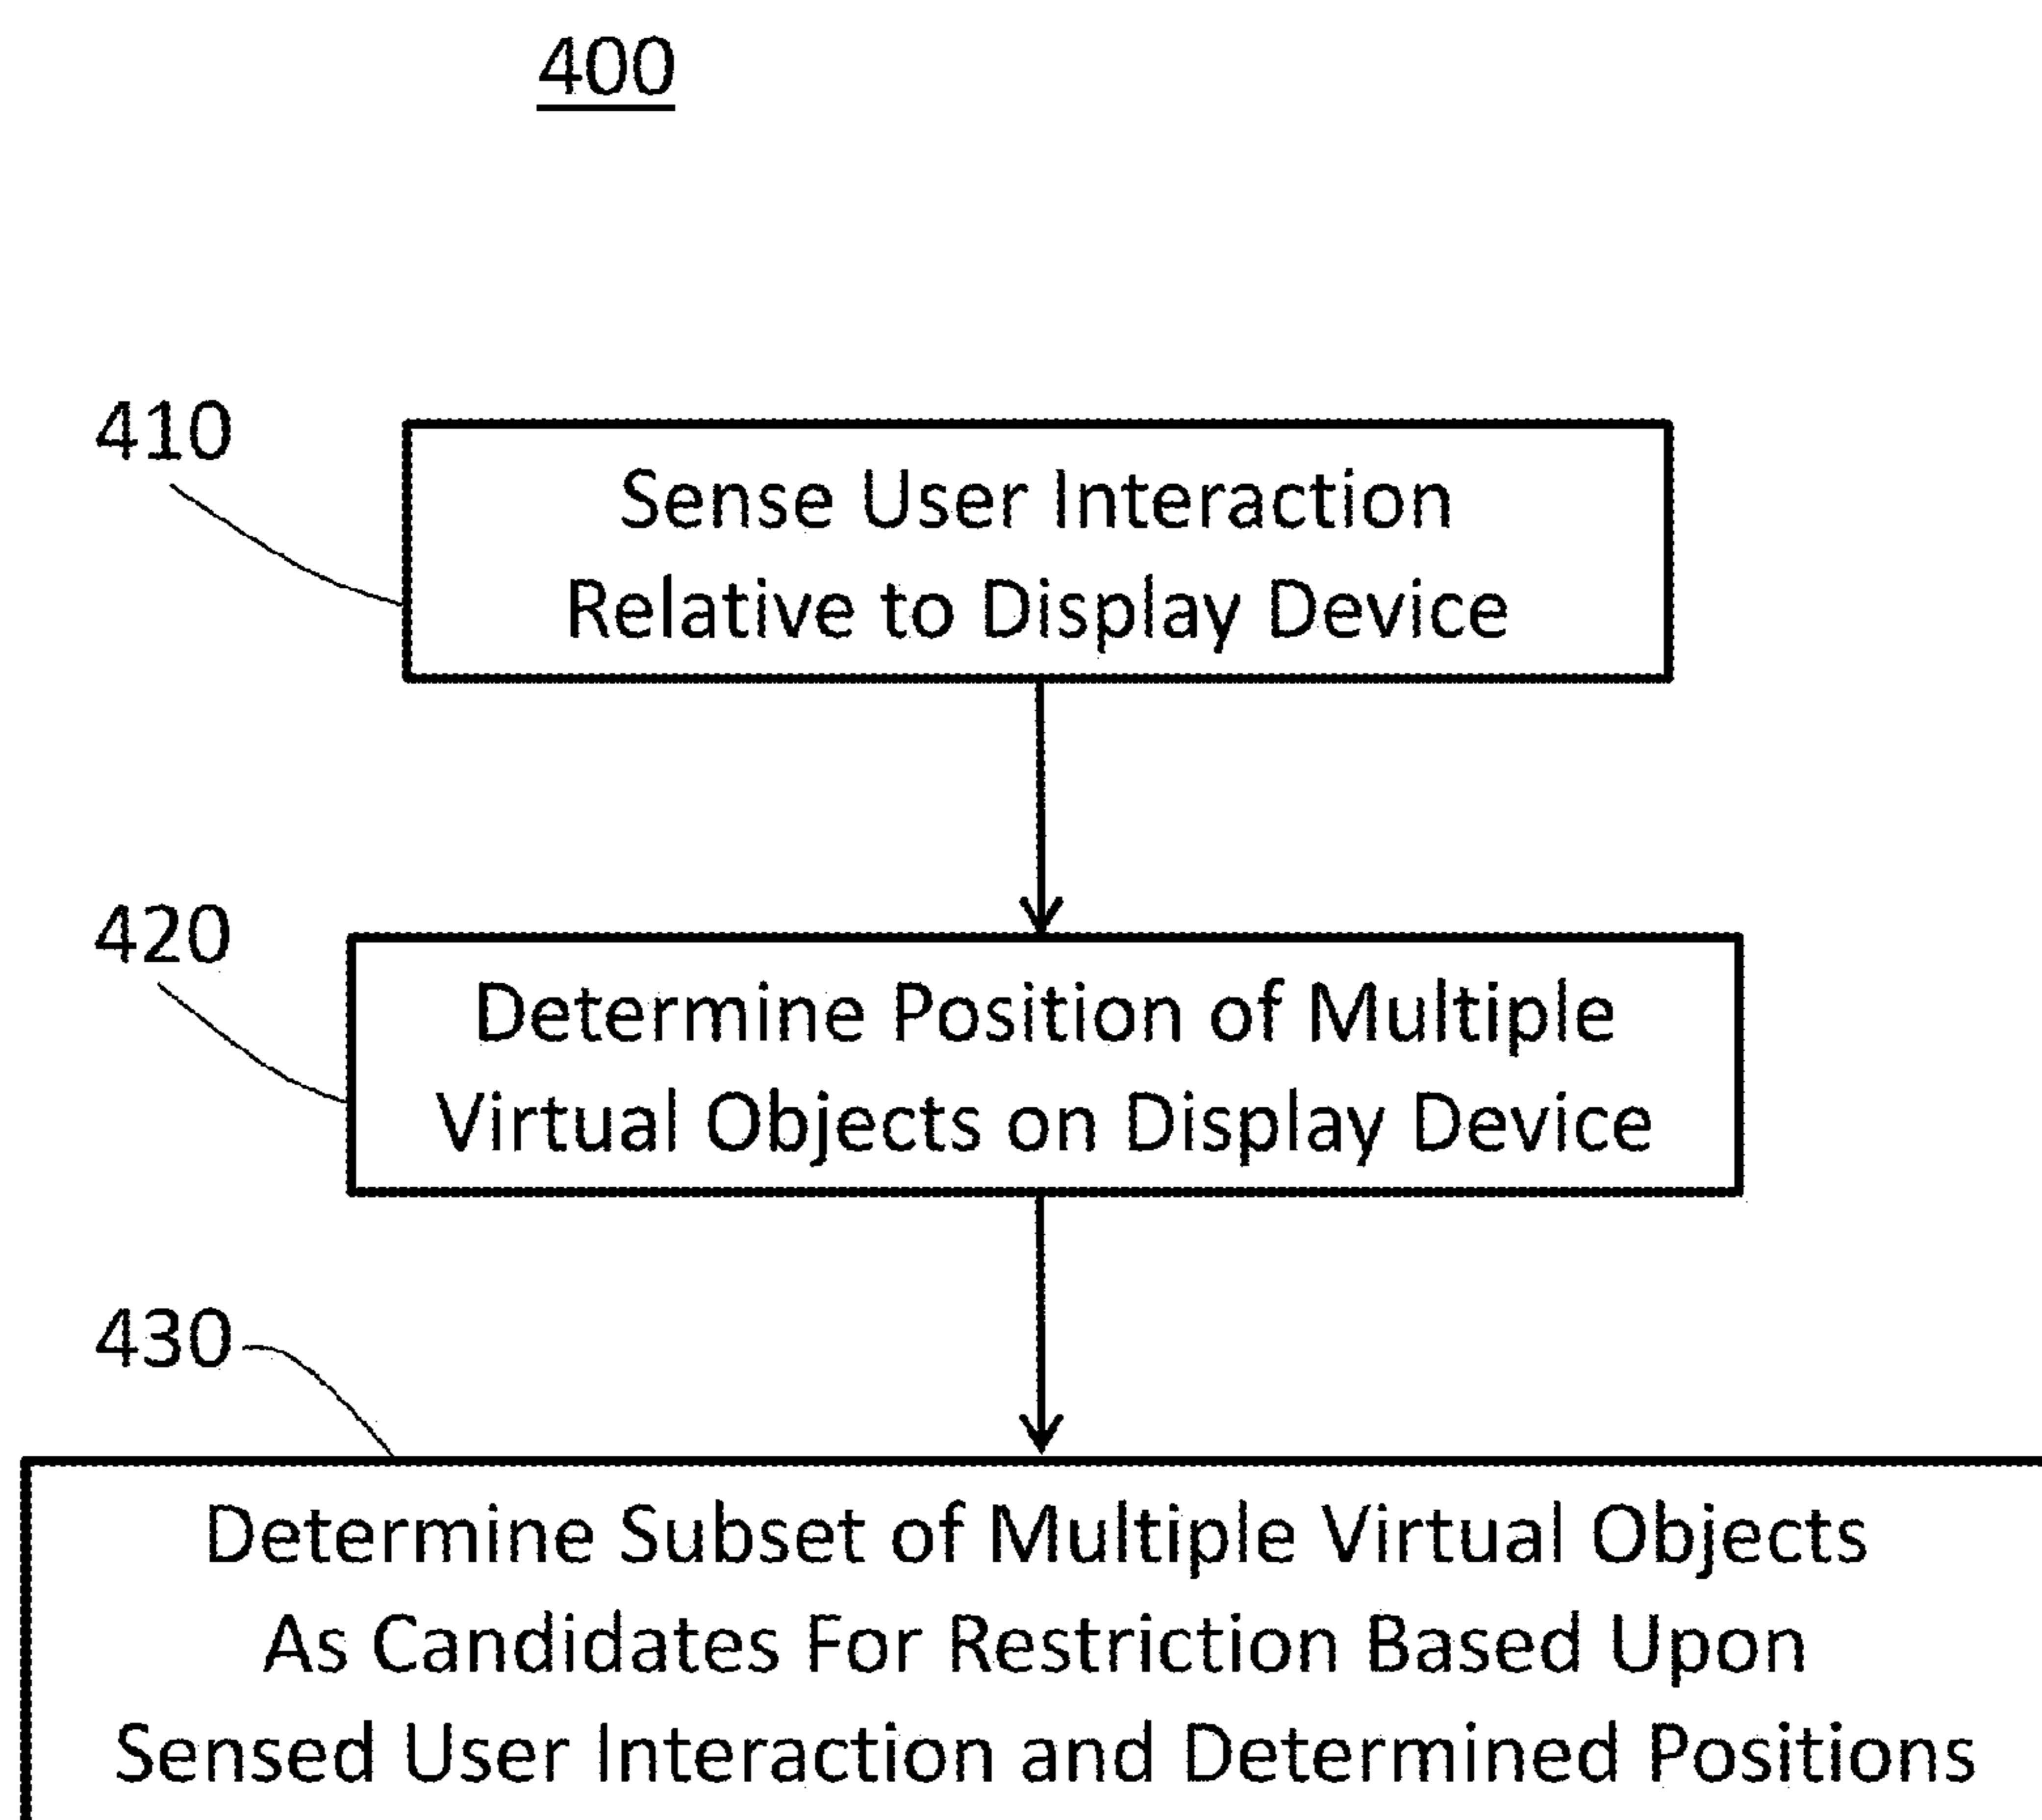 400
410
Sense User Interaction
Relative to Display Device
420
Determine Position of Multiple
Virtual Objects on Display Device
430
Determine Subset of Multiple Virtual Objects
As Candidates For Restriction Based Upon
Sensed User Interaction and Determined Positions